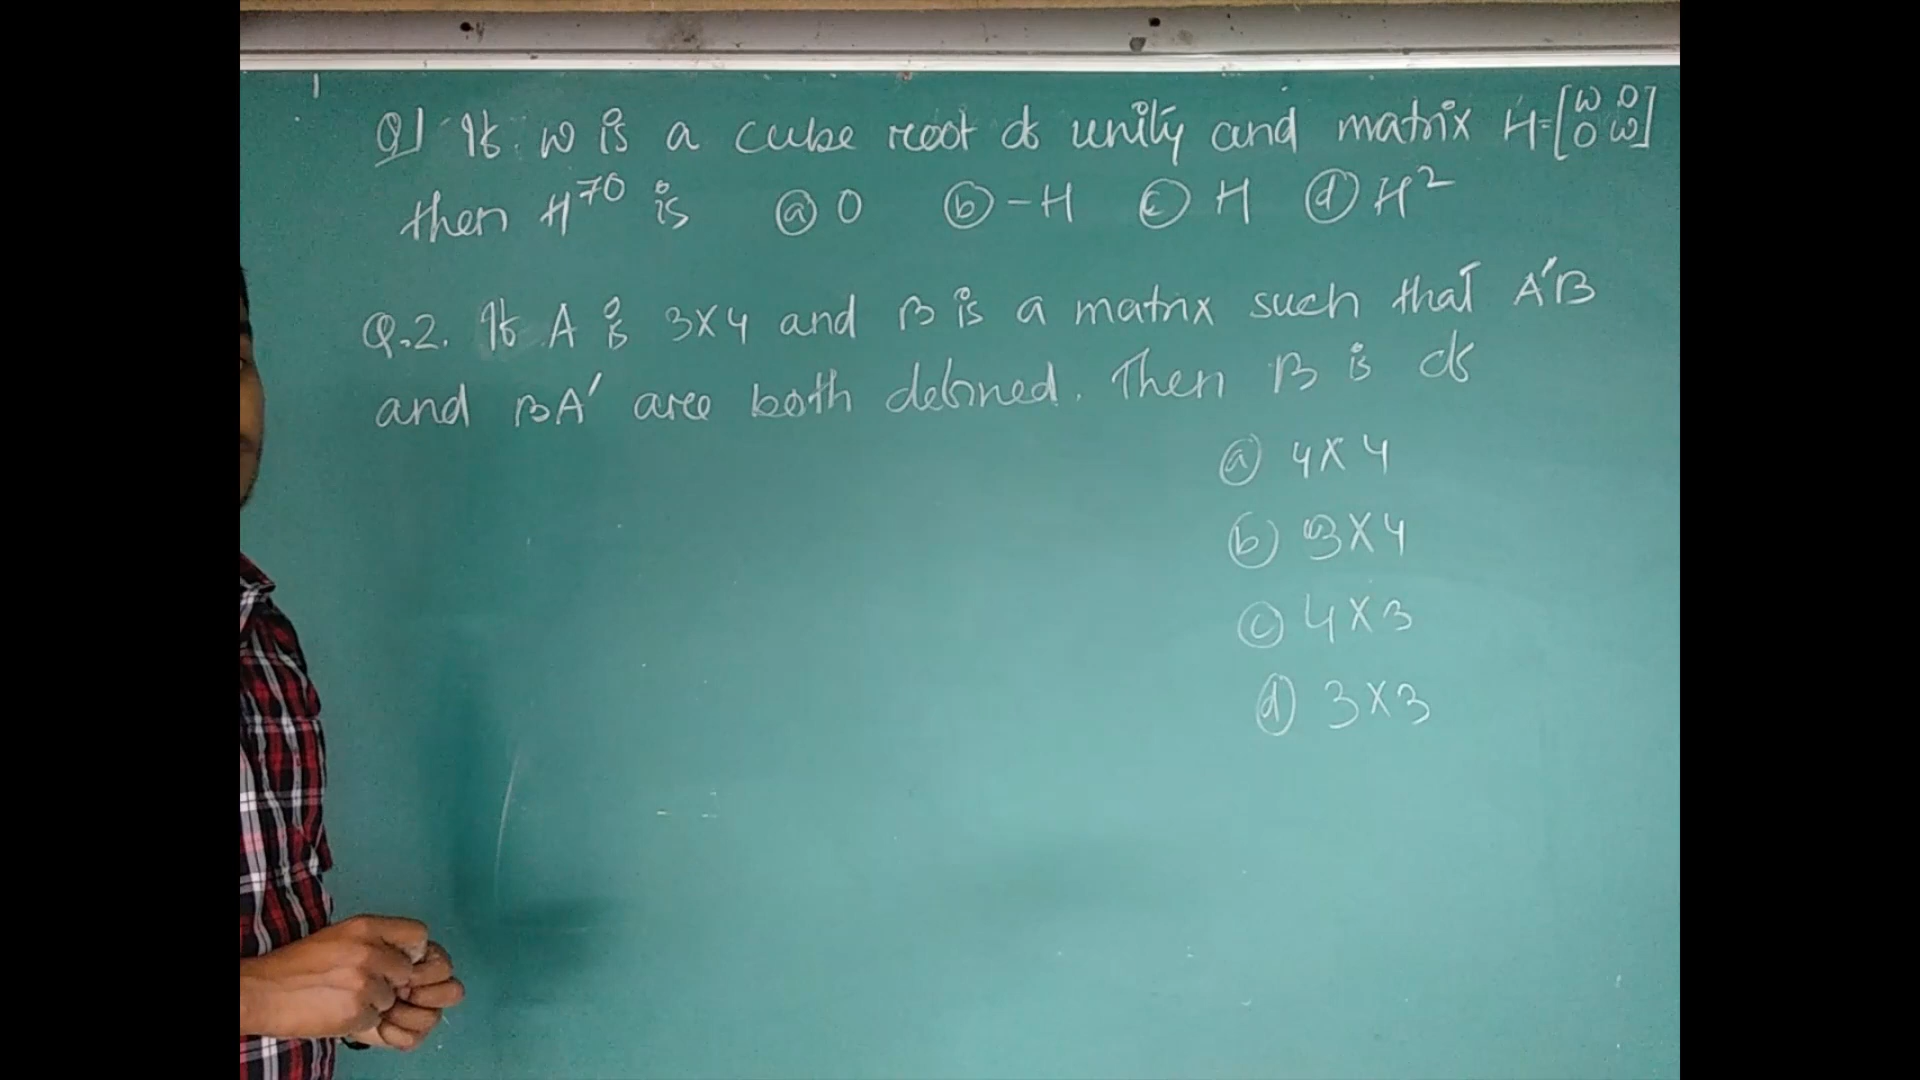 Q1 If ω is a cube root of unity and matrix H=[ω 0 0 ω]
then H⁷⁰ is (a) 0 (b) -H (c) H (d) H²
Q.2. If A is 3X4 and B is a matrix such that A'B
and BA' are both defined. Then B is of
(a) 4X4
(b) 3X4
(c) 4X3
(d) 3X3